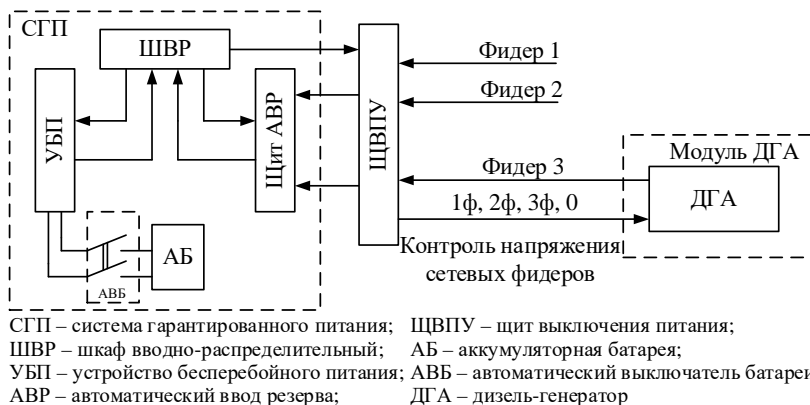 СГП
ШВР
УБП
Щит АВР
ЩВПУ
Фидер 1
Фидер 2
Фидер 3
Модуль ДГА
ДГА
1ф, 2ф, 3ф, 0
Контроль напряжения
сетевых фидеров
АБ
АВБ
СГП – система гарантированного питания; ЩВПУ – щит выключения питания;
ШВР – шкаф вводно-распределительный; АБ – аккумуляторная батарея;
УБП – устройство бесперебойного питания; АВБ – автоматический выключатель батареи
АВР – автоматический ввод резерва; ДГА – дизель-генератор